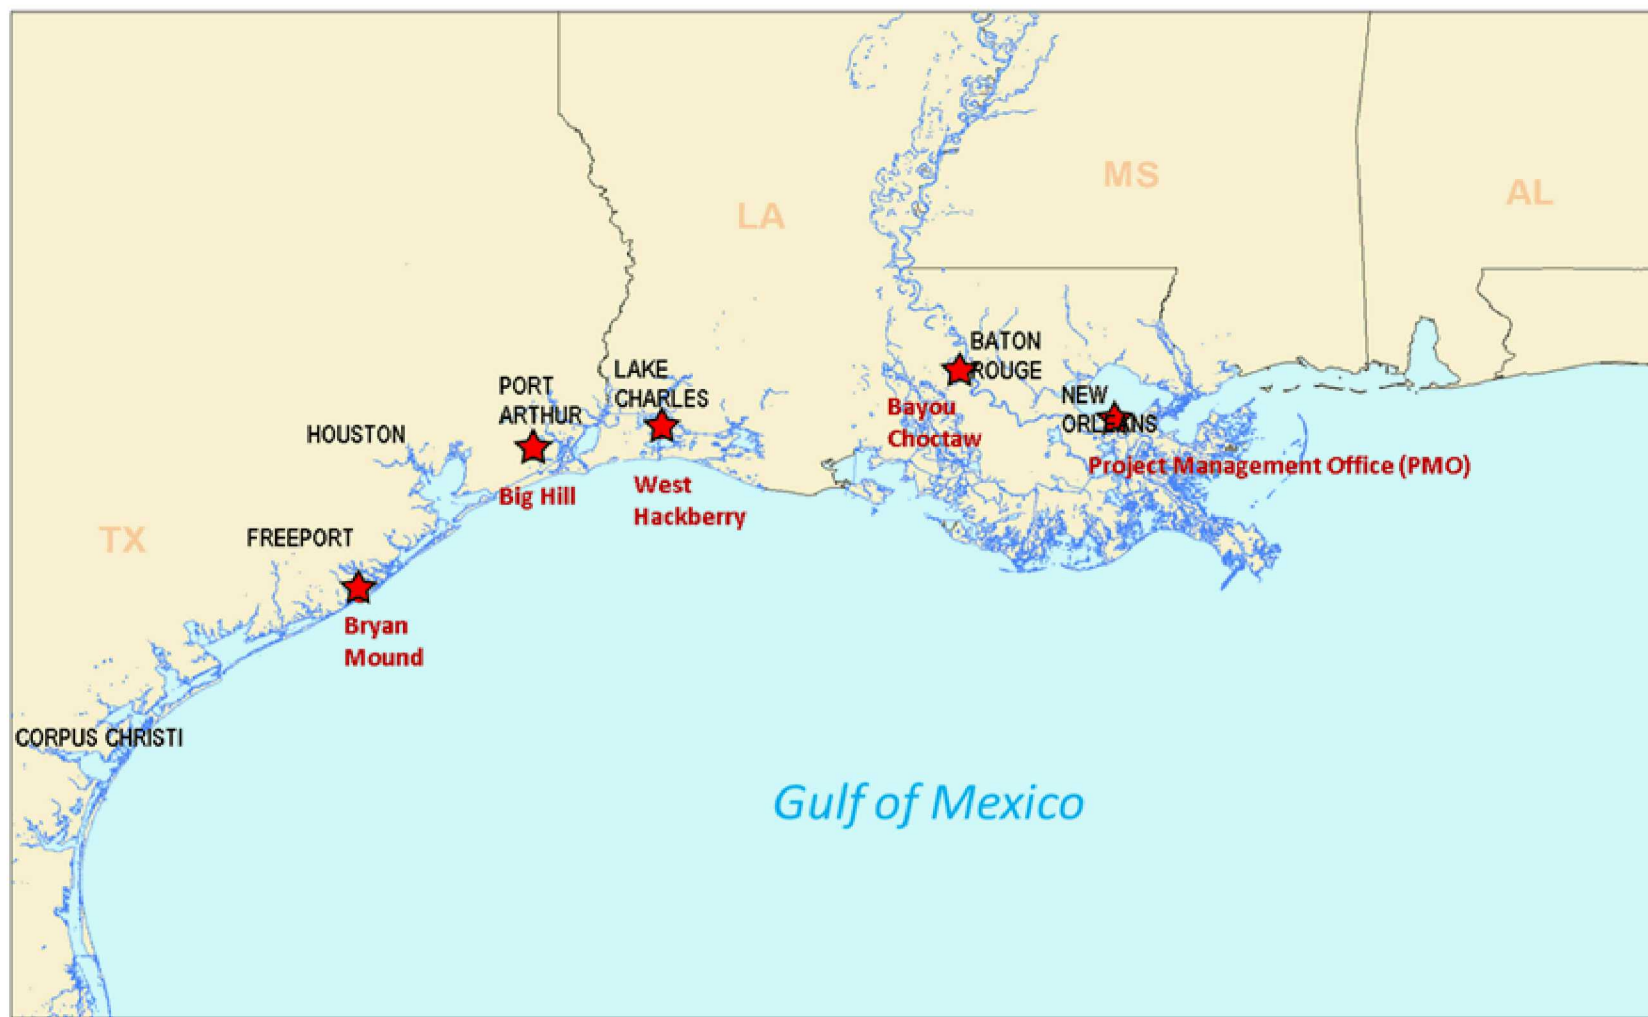 MS
AL
LA
BATON
ROUGE
LAKE
CHARLES
PORT
ARTHUR
NEW
ORLEANS
Bayou
Choctaw
HOUSTON
Project Management Office (PMO)
Big Hill
West
Hackberry
TX
FREEPORT
Bryan
Mound
CORPUS CHRISTI
Gulf of Mexico